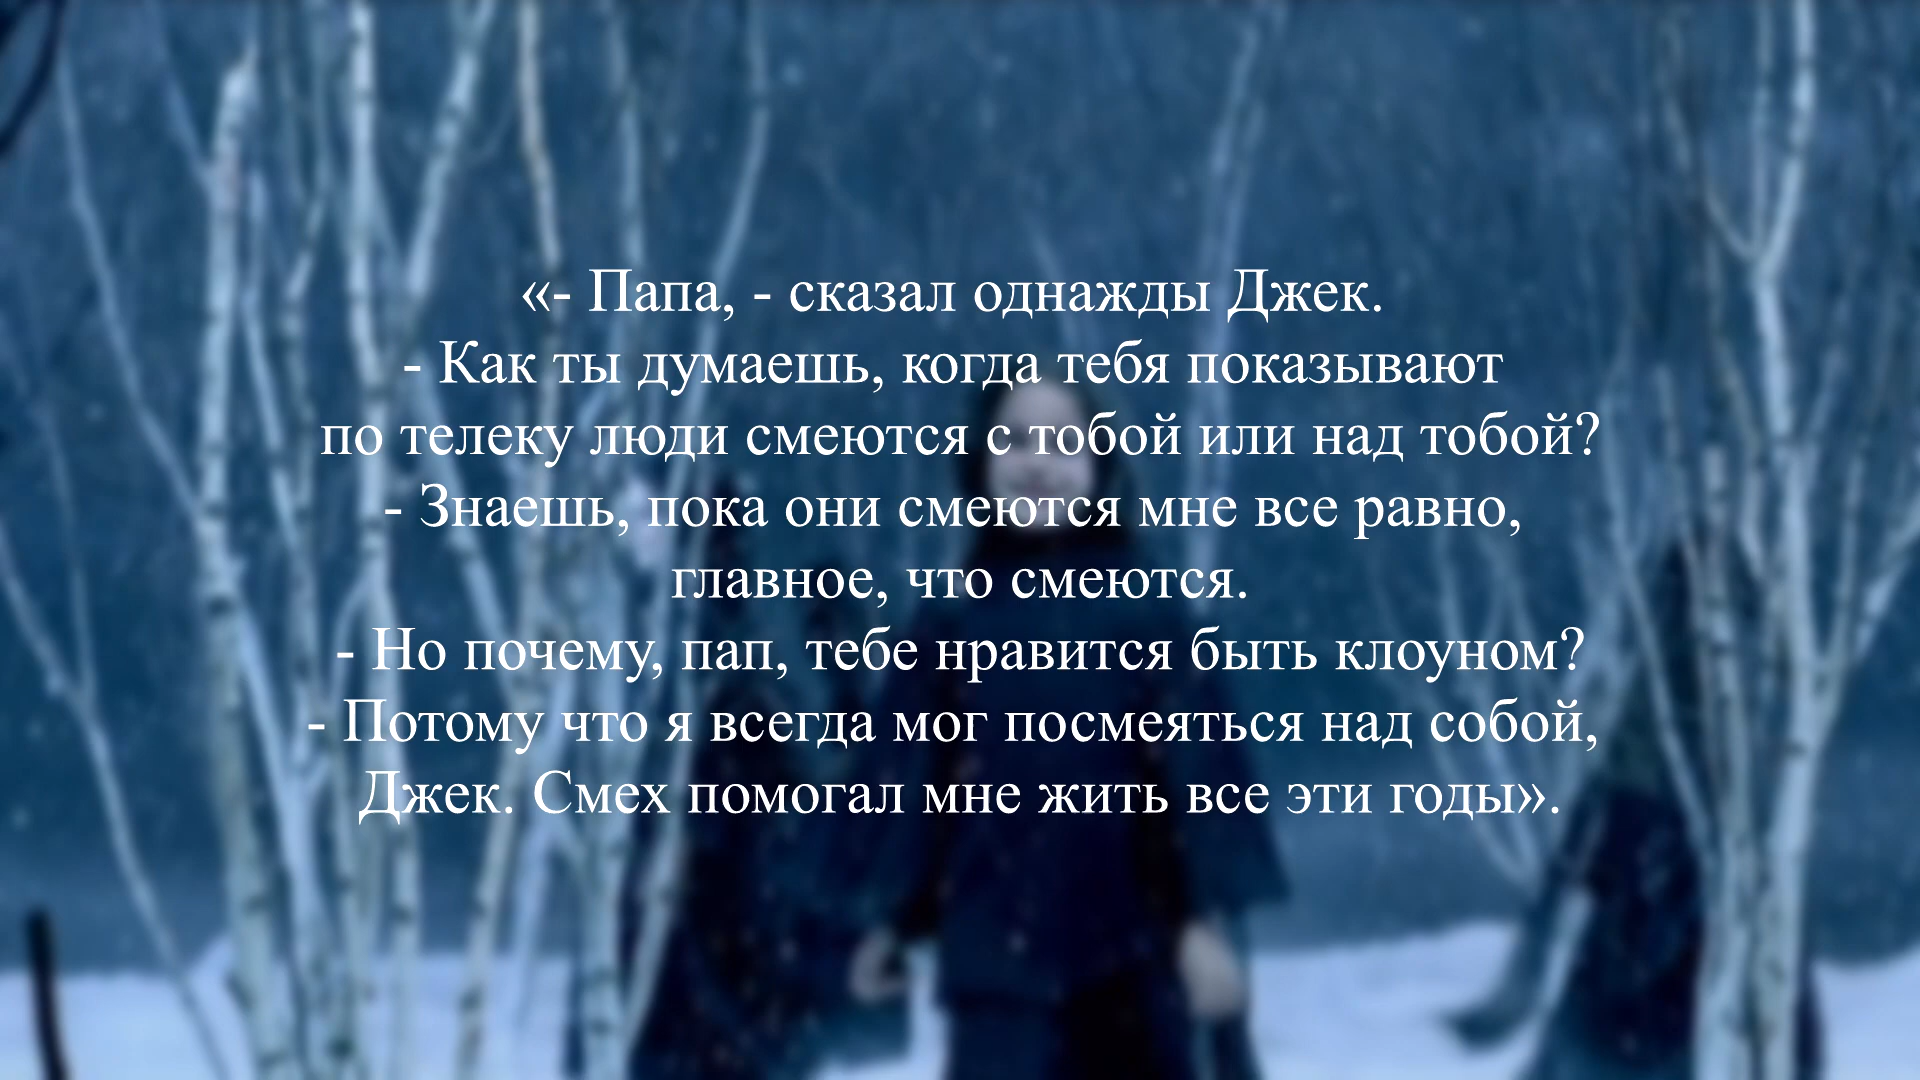 «- Папа, - сказал однажды Джек.
- Как ты думаешь, когда тебя показывают
по телеку люди смеются с тобой или над тобой?
- Знаешь, пока они смеются мне все равно,
главное, что смеются.
- Но почему, пап, тебе нравится быть клоуном?
- Потому что я всегда мог посмеяться над собой,
Джек. Смех помогал мне жить все эти годы».